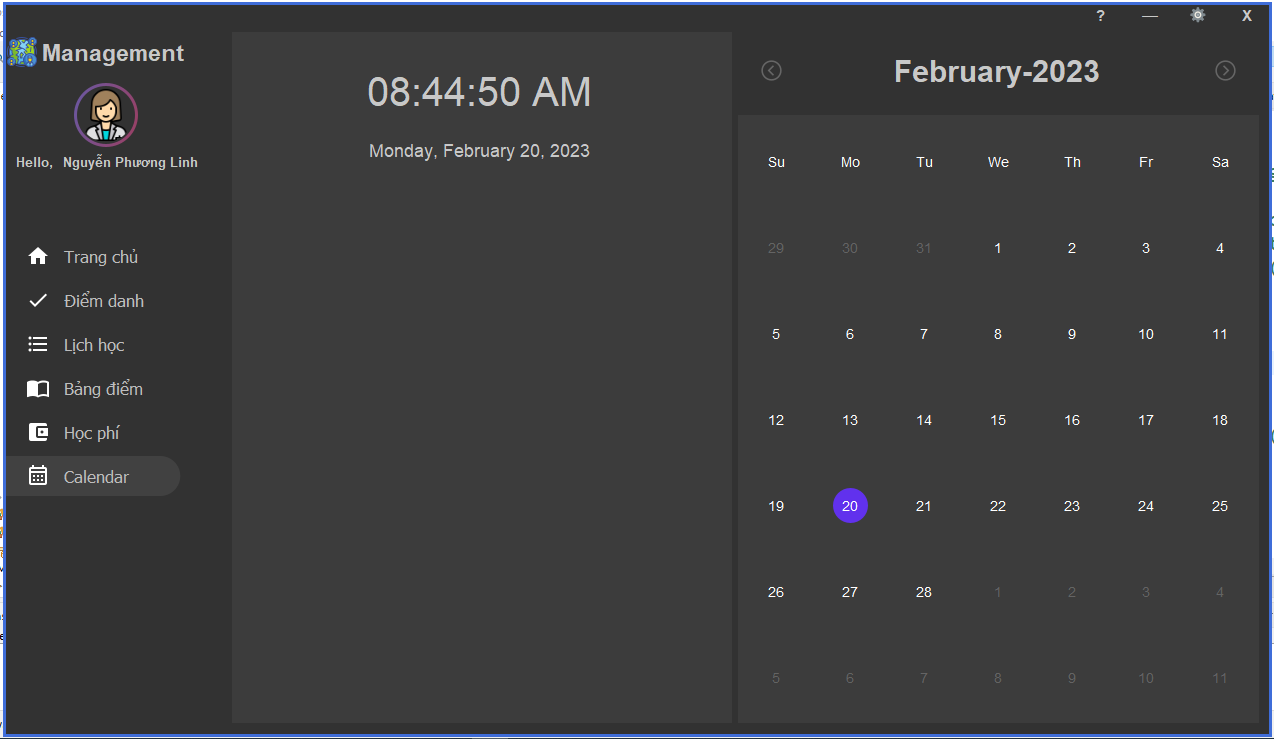 ? — X
Management
Hello, Nguyễn Phương Linh
Trang chủ
Điểm danh
Lịch học
Bảng điểm
Học phí
Calendar
08:44:50 AM
Monday, February 20, 2023
February-2023
Su Mo Tu We Th Fr Sa
29 30 31 1 2 3 4
5 6 7 8 9 10 11
12 13 14 15 16 17 18
19 20 21 22 23 24 25
26 27 28 1 2 3 4
5 6 7 8 9 10 11